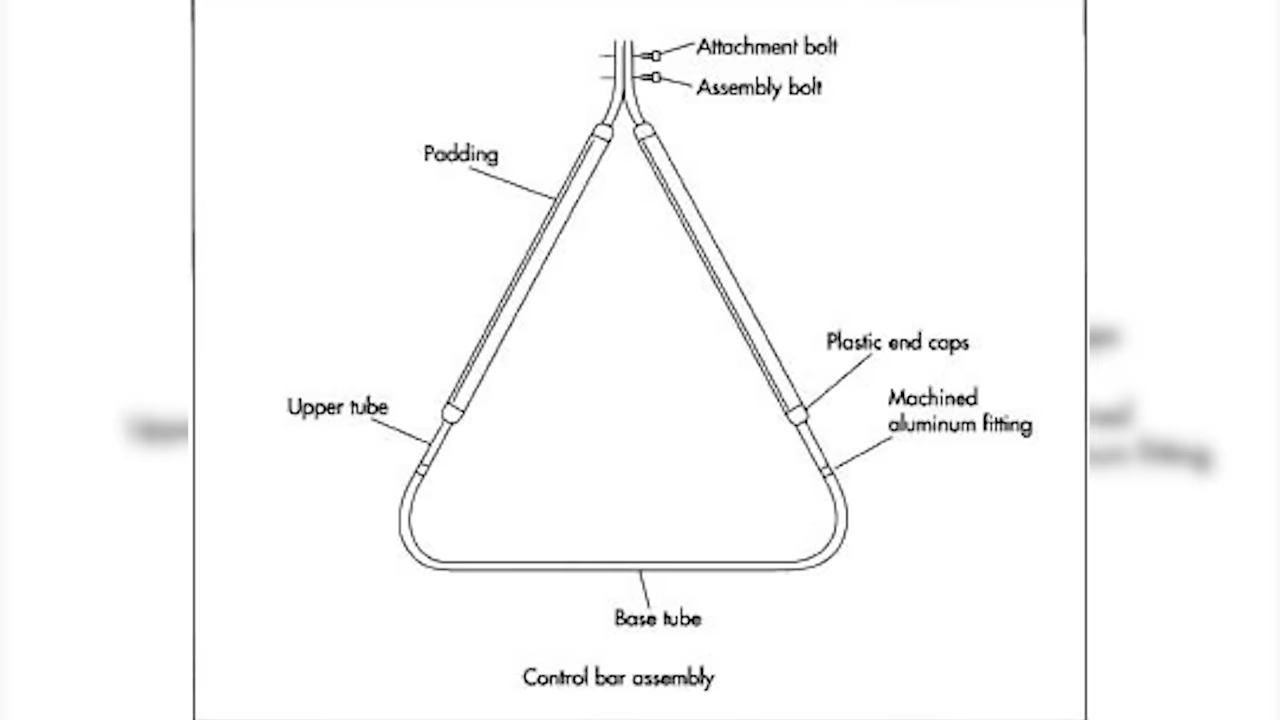 Attachment bolt
Assembly bolt
Padding
Plastic end caps
Machined
aluminum fitting
Upper tube
Base tube
Control bar assembly